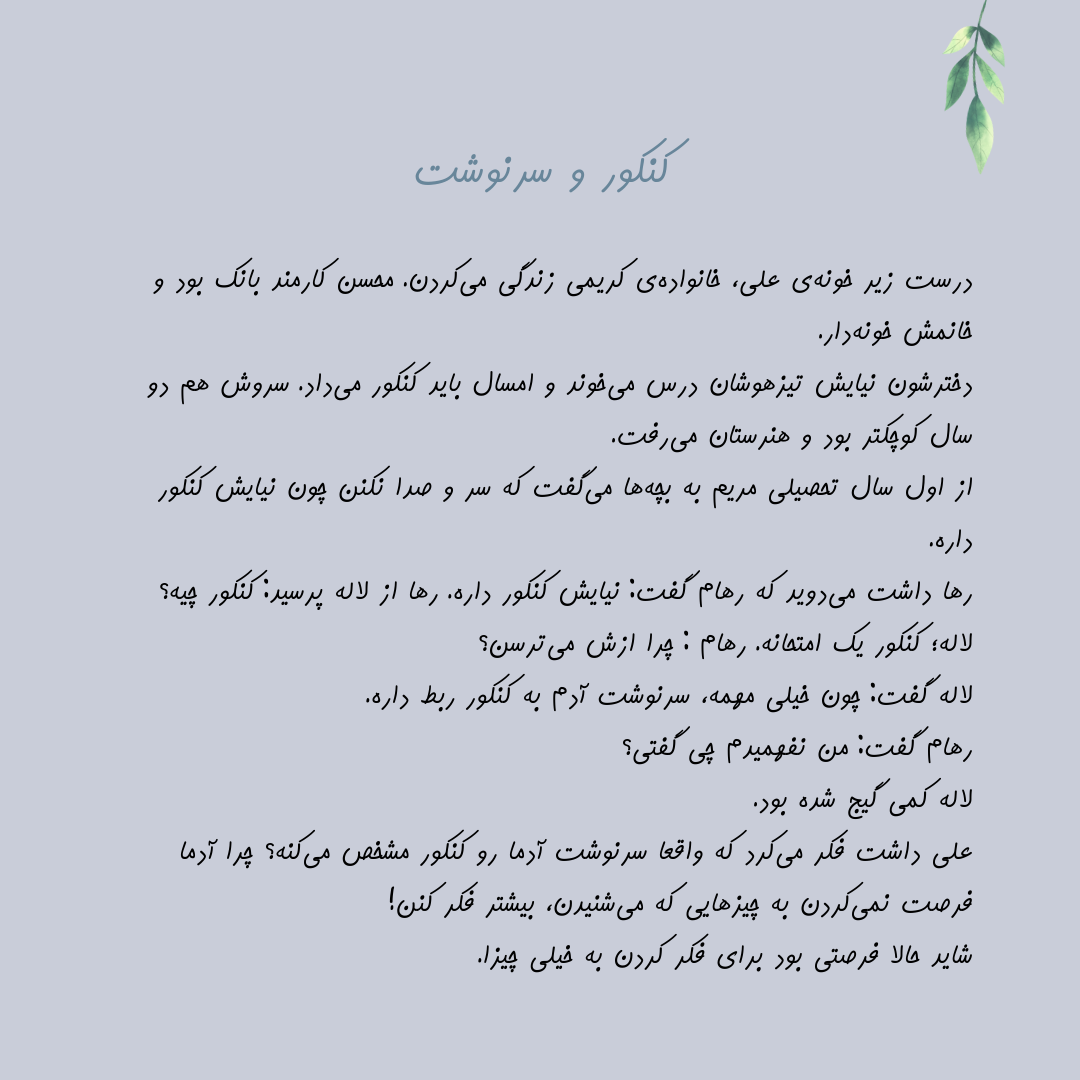 کنکور و سرنوشت
درست زیر خونه‌ی علی، خانواده‌ی کریمی زندگی می‌کردن. محسن کارمند بانک بود و
خانمش خونه‌دار.
دخترشون نیایش تیزهوشان درس می‌خوند و امسال باید کنکور می‌داد. سروش هم دو
سال کوچکتر بود و هنرستان می‌رفت.
از اول سال تحصیلی مریم به بچه‌ها می‌گفت که سر و صدا نکنن چون نیایش کنکور
داره.
رها داشت می‌دوید که رهام گفت: نیایش کنکور داره. رها از لاله پرسید: کنکور چیه؟
لاله؛ کنکور یک امتحانه. رهام : چرا ازش می‌ترسن؟
لاله گفت: چون خیلی مهمه، سرنوشت آدم به کنکور ربط داره.
رهام گفت: من نفهمیدم چی گفتی؟
لاله کمی گیج شده بود.
علی داشت فکر می‌کرد که واقعا سرنوشت آدما رو کنکور مشخص می‌کنه؟ چرا آدما
فرصت نمی‌کردن به چیزهایی که می‌شنیدن، بیشتر فکر کنن!
شاید حالا فرصتی بود برای فکر کردن به خیلی چیزا.